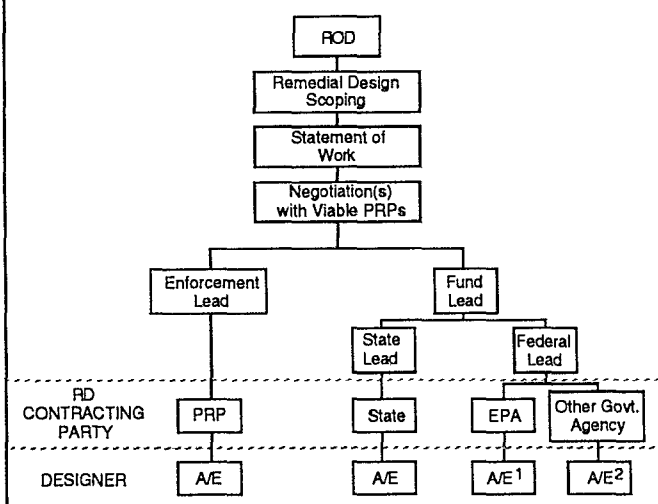 ROD
Remedial Design
Scoping
Statement of
Work
Negotiation(s)
with Viable PRPs
Enforcement
Lead
Fund
Lead
State
Lead
Federal
Lead
RD
CONTRACTING
PARTY
PRP
State
EPA
Other Govt.
Agency
DESIGNER
A/E
A/E
A/E1
A/E2